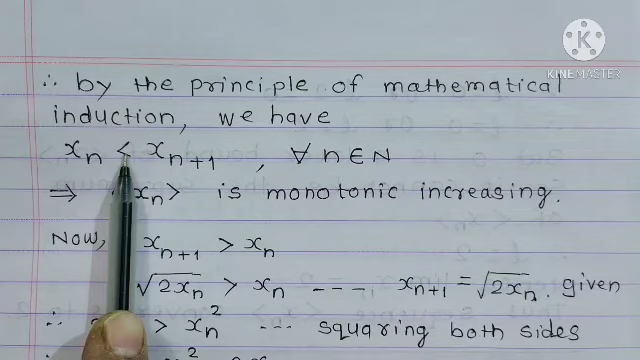 KINEMASTER
∴ by the principle of mathematical
induction, we have
xₙ < xₙ₊₁ , ∀ n ∈ N
⇒ xₙ > is monotonic increasing.
Now, xₙ₊₁ > xₙ
√2xₙ > xₙ ---- xₙ₊₁ = √2xₙ. given
∴ > xₙ² --- squaring both sides